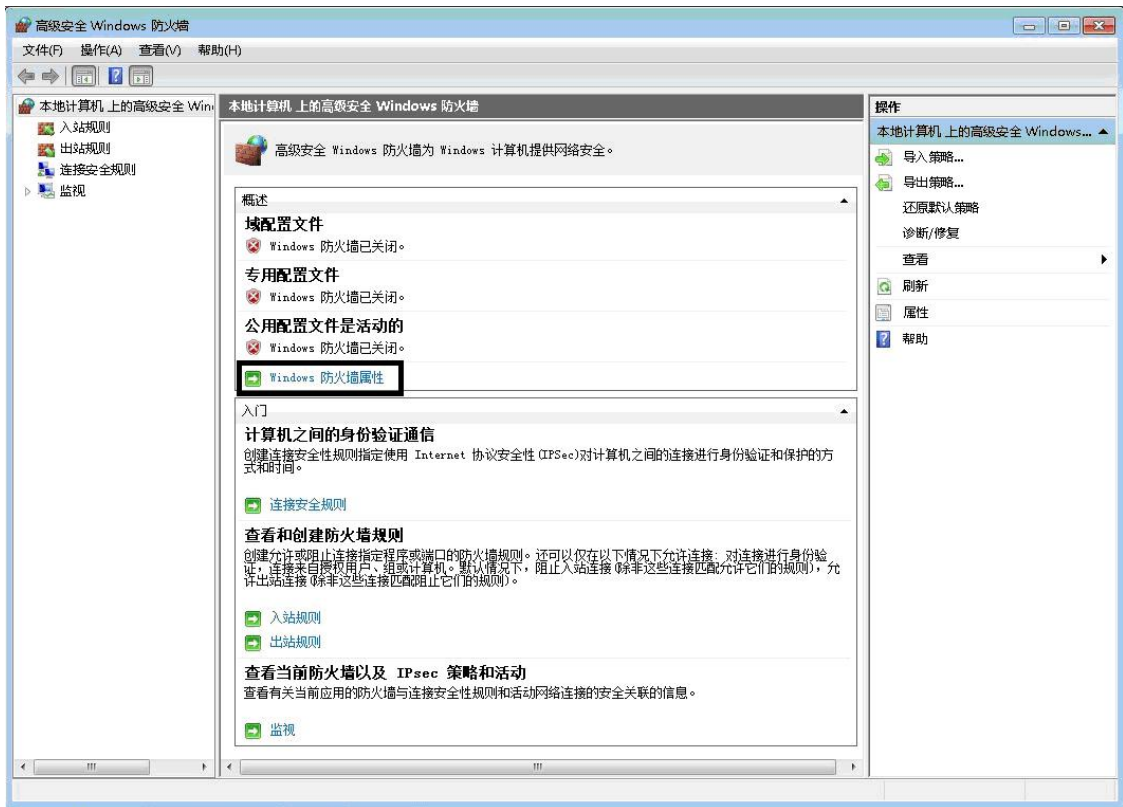 高级安全 Windows 防火墙
文件(F) 操作(A) 查看(V) 帮助(H)
本地计算机 上的高级安全 Win
入站规则
出站规则
连接安全规则
监视
本地计算机 上的高级安全 Windows 防火墙
高级安全 Windows 防火墙为 Windows 计算机提供网络安全。
概述
域配置文件
Windows 防火墙已关闭。
专用配置文件
Windows 防火墙已关闭。
公用配置文件是活动的
Windows 防火墙已关闭。
Windows 防火墙属性
入门
计算机之间的身份验证通信
创建连接安全性规则指定使用 Internet 协议安全性(IPSec)对计算机之间的连接进行身份验证和保护的方
式和时间。
连接安全规则
查看和创建防火墙规则
创建允许或阻止连接指定程序或端口的防火墙规则。还可以仅在以下情况下允许连接: 对连接进行身份验
证，连接来自授权用户、组或计算机。默认情况下，阻止入站连接(除非这些连接匹配允许它们的规则)，允
许出站连接(除非这些连接匹配阻止它们的规则)。
入站规则
出站规则
查看当前防火墙以及 IPsec 策略和活动
查看有关当前应用的防火墙与连接安全性规则和活动网络连接的安全关联的信息。
监视
操作
本地计算机 上的高级安全 Windows...
导入策略...
导出策略...
还原默认策略
诊断/修复
查看
刷新
属性
帮助